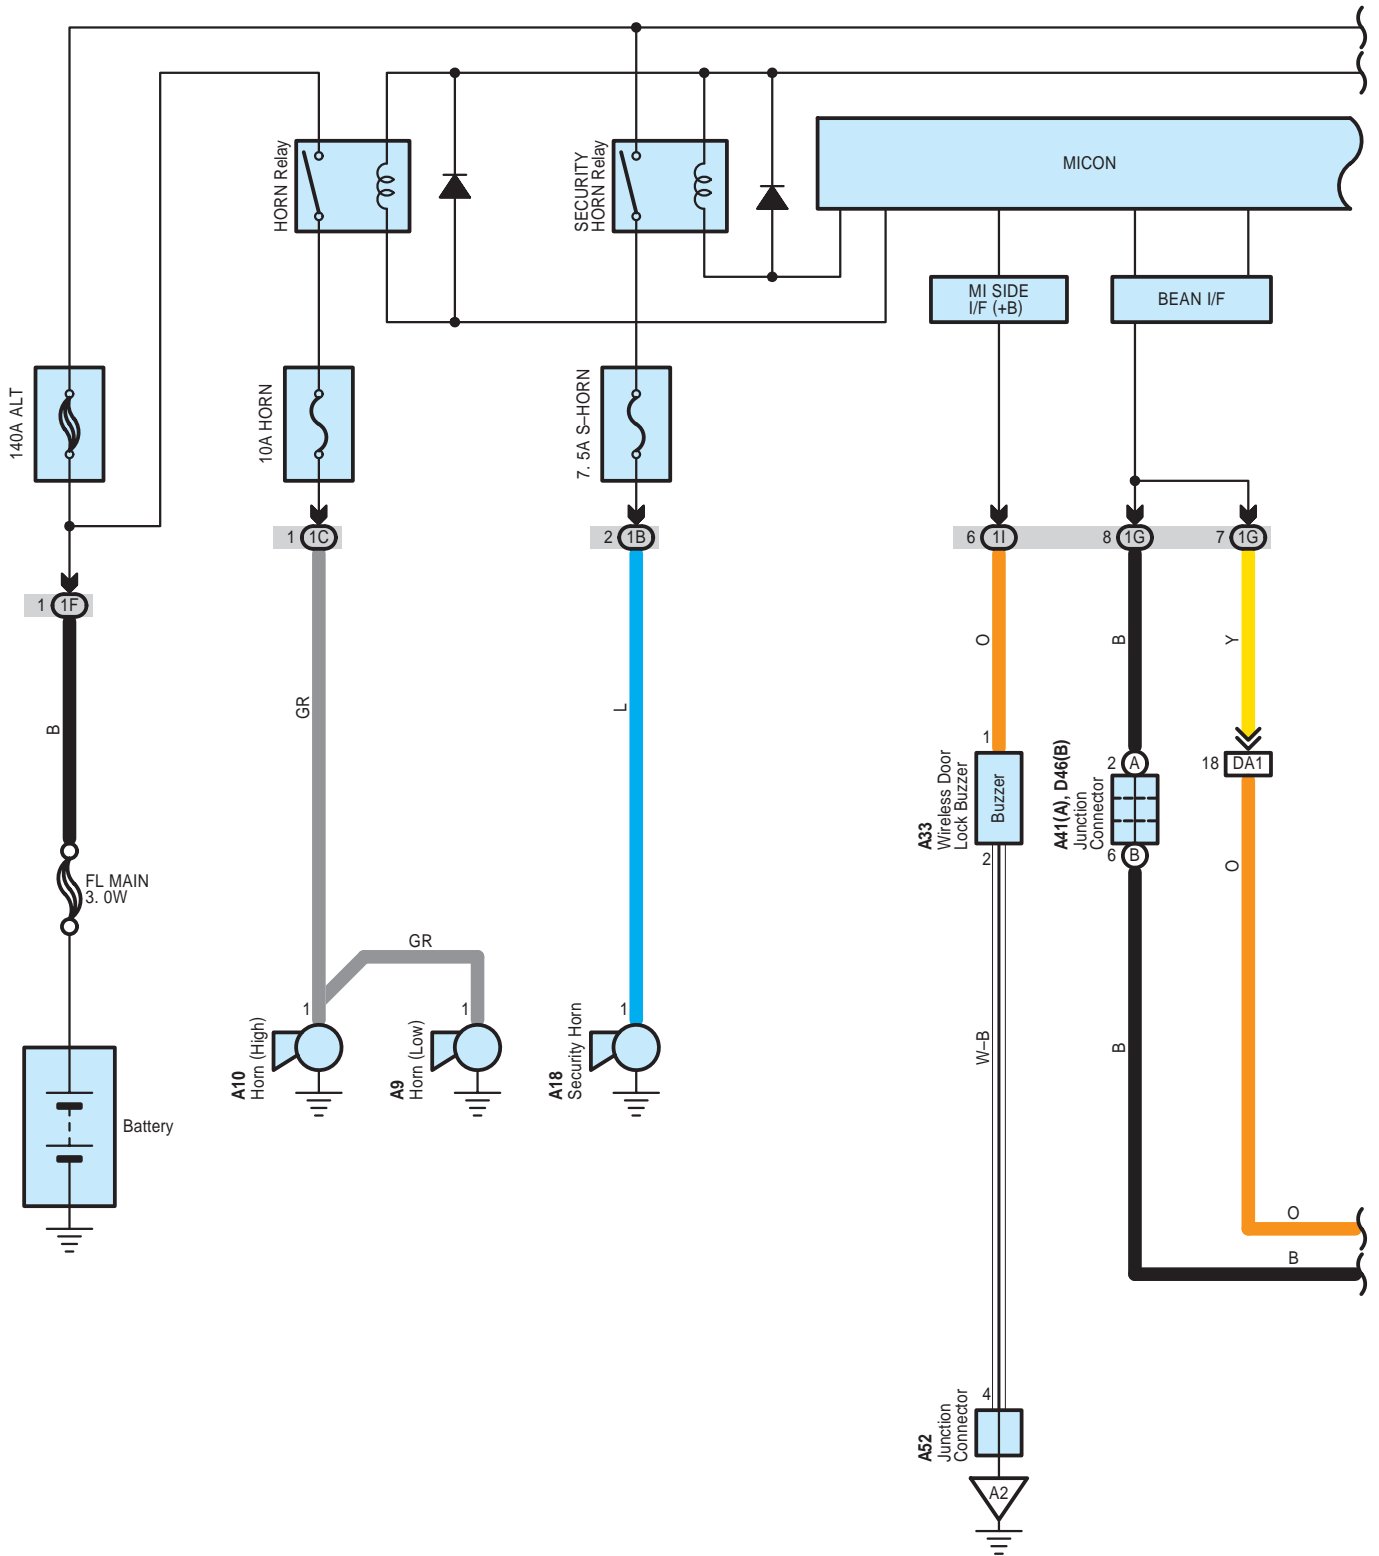 HORN Relay
SECURITY
HORN Relay
MICON
MI SIDE
I/F (+B)
BEAN I/F
140A ALT
10A HORN
7. 5A S–HORN
1 1C
2 1B
6 1I
8 1G
7 1G
1 1F
B
GR
L
O
B
Y
1
A33
Wireless Door
Lock Buzzer
Buzzer
2
A41(A), D46(B)
Junction
Connector
2 A
6 B
18 DA1
FL MAIN
3. 0W
O
GR
1
1
1
A10
Horn (High)
A9
Horn (Low)
A18
Security Horn
W–B
B
Battery
O
B
4
A52
Junction
Connector
A2